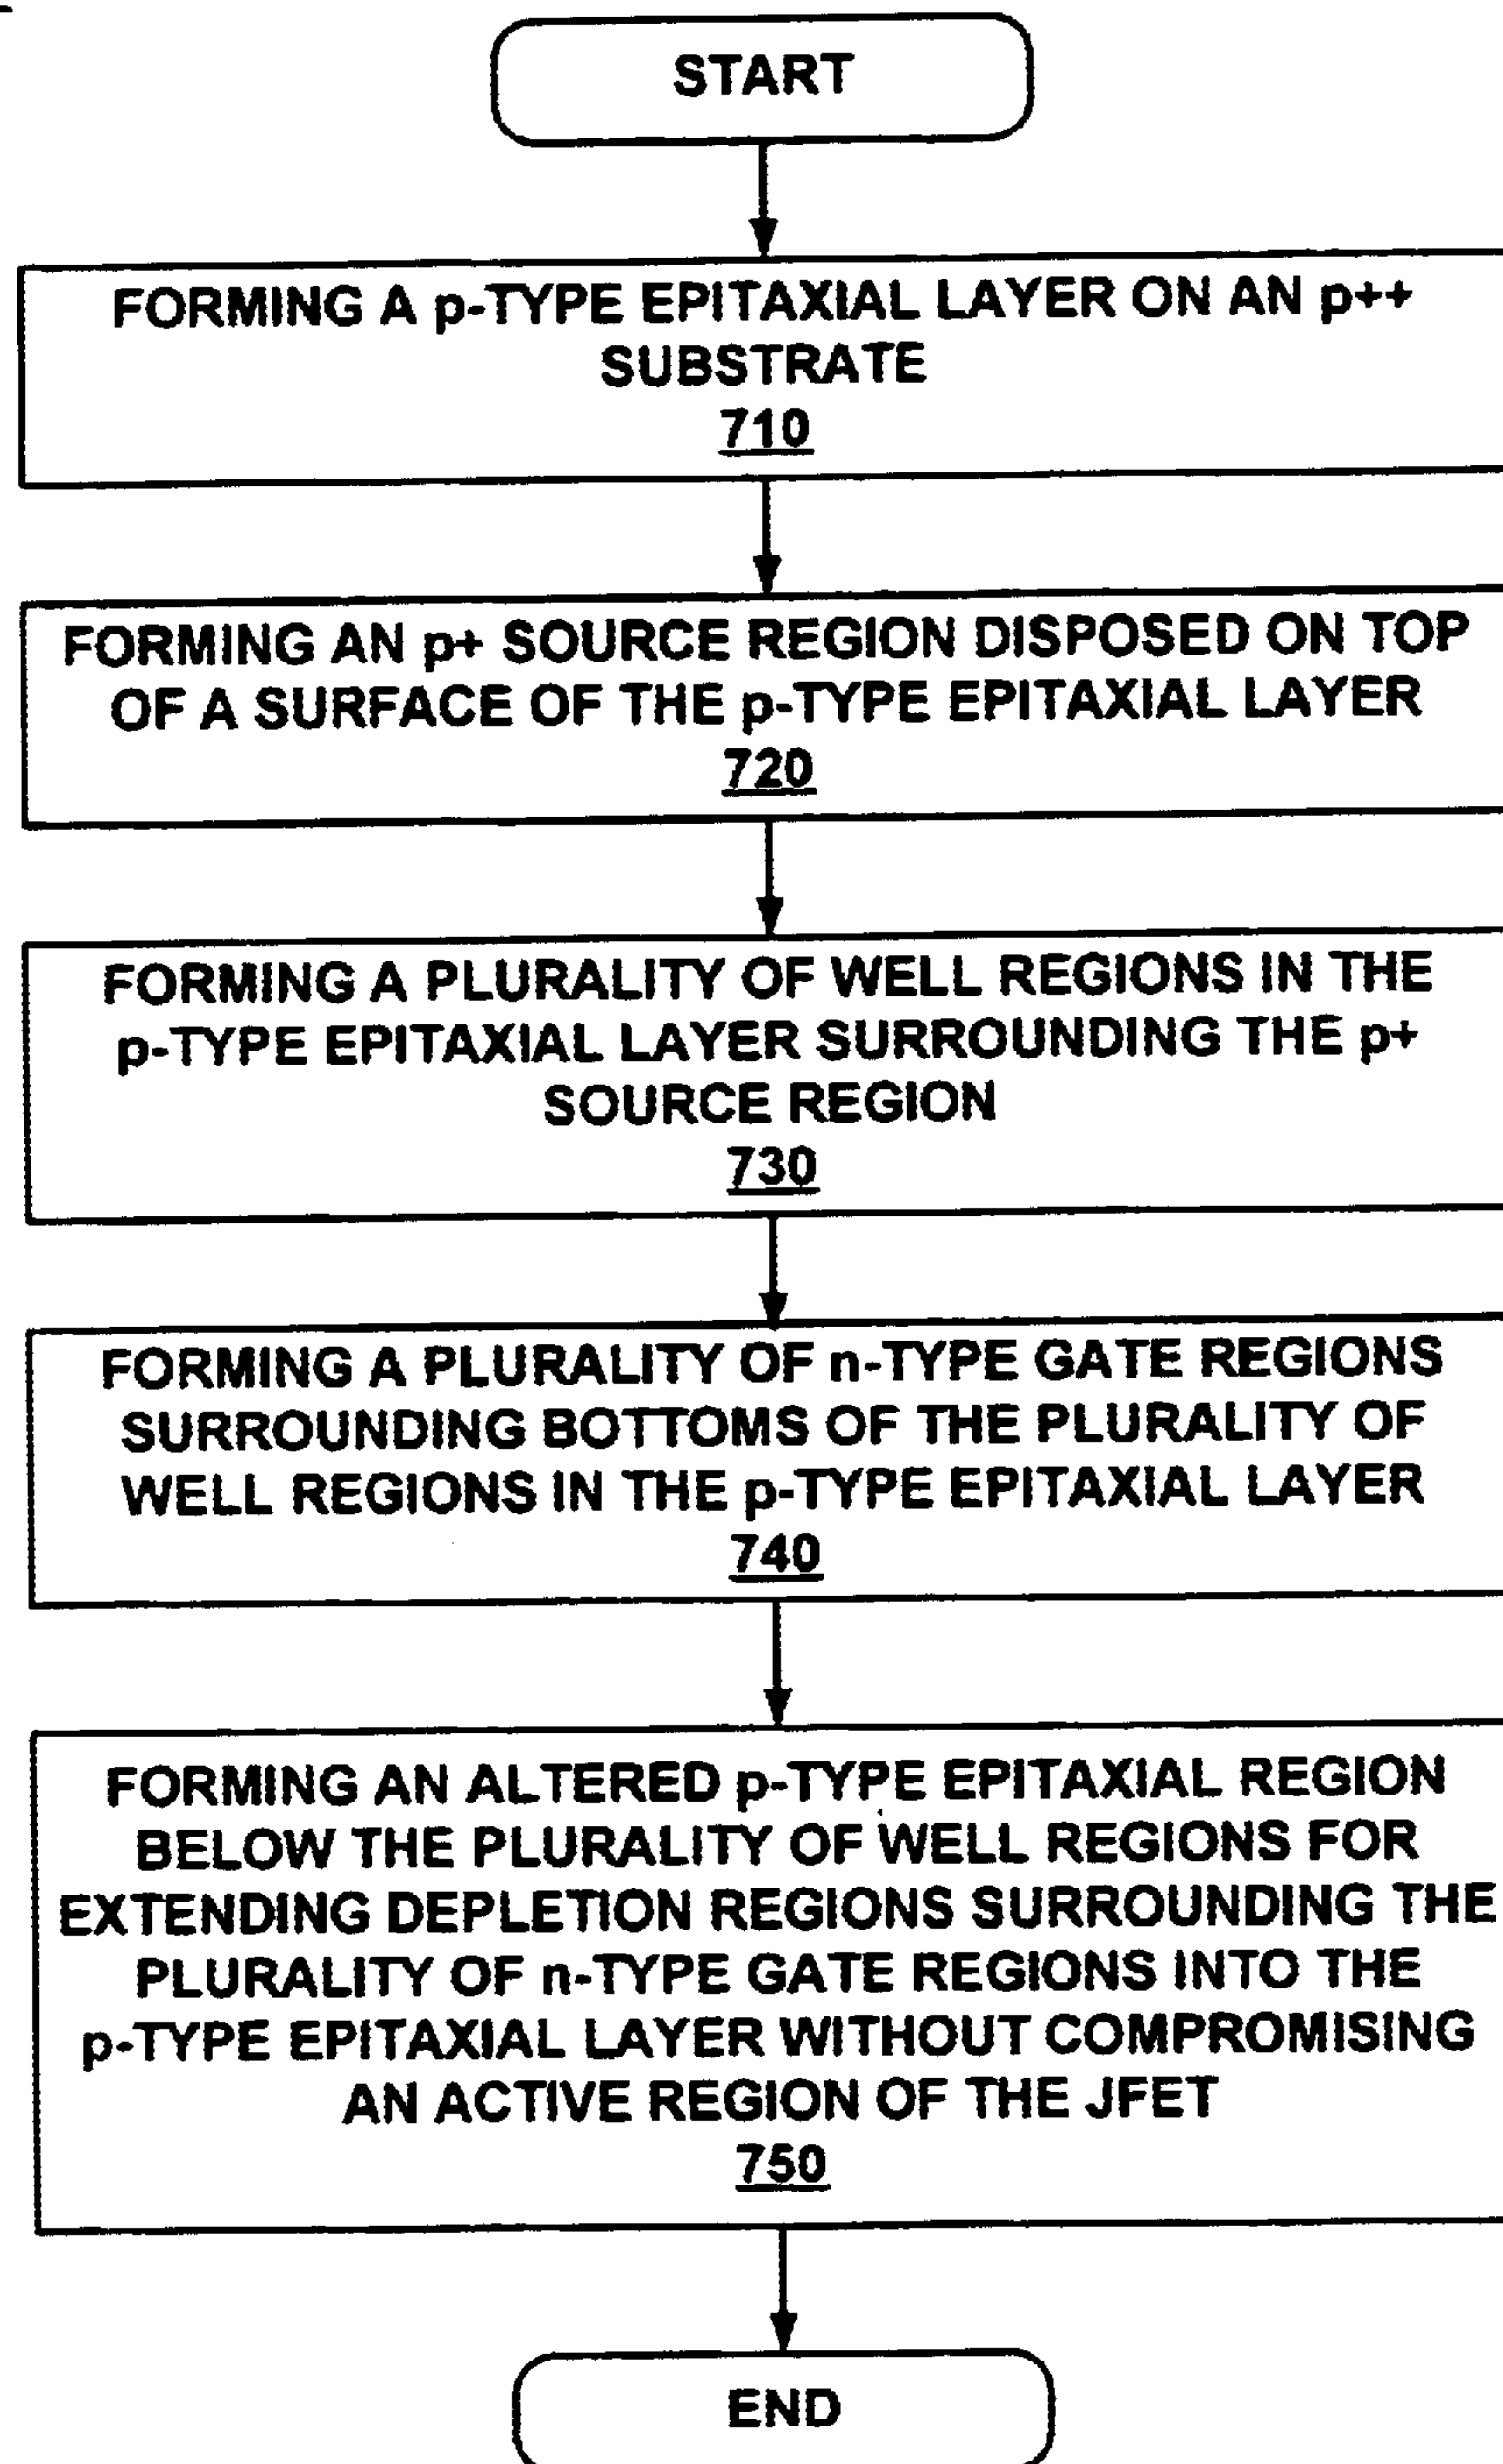 START
FORMING A p-TYPE EPITAXIAL LAYER ON AN p++
SUBSTRATE
710
FORMING AN p+ SOURCE REGION DISPOSED ON TOP
OF A SURFACE OF THE p-TYPE EPITAXIAL LAYER
720
FORMING A PLURALITY OF WELL REGIONS IN THE
p-TYPE EPITAXIAL LAYER SURROUNDING THE p+
SOURCE REGION
730
FORMING A PLURALITY OF n-TYPE GATE REGIONS
SURROUNDING BOTTOMS OF THE PLURALITY OF
WELL REGIONS IN THE p-TYPE EPITAXIAL LAYER
740
FORMING AN ALTERED p-TYPE EPITAXIAL REGION
BELOW THE PLURALITY OF WELL REGIONS FOR
EXTENDING DEPLETION REGIONS SURROUNDING THE
PLURALITY OF n-TYPE GATE REGIONS INTO THE
p-TYPE EPITAXIAL LAYER WITHOUT COMPROMISING
AN ACTIVE REGION OF THE JFET
750
END